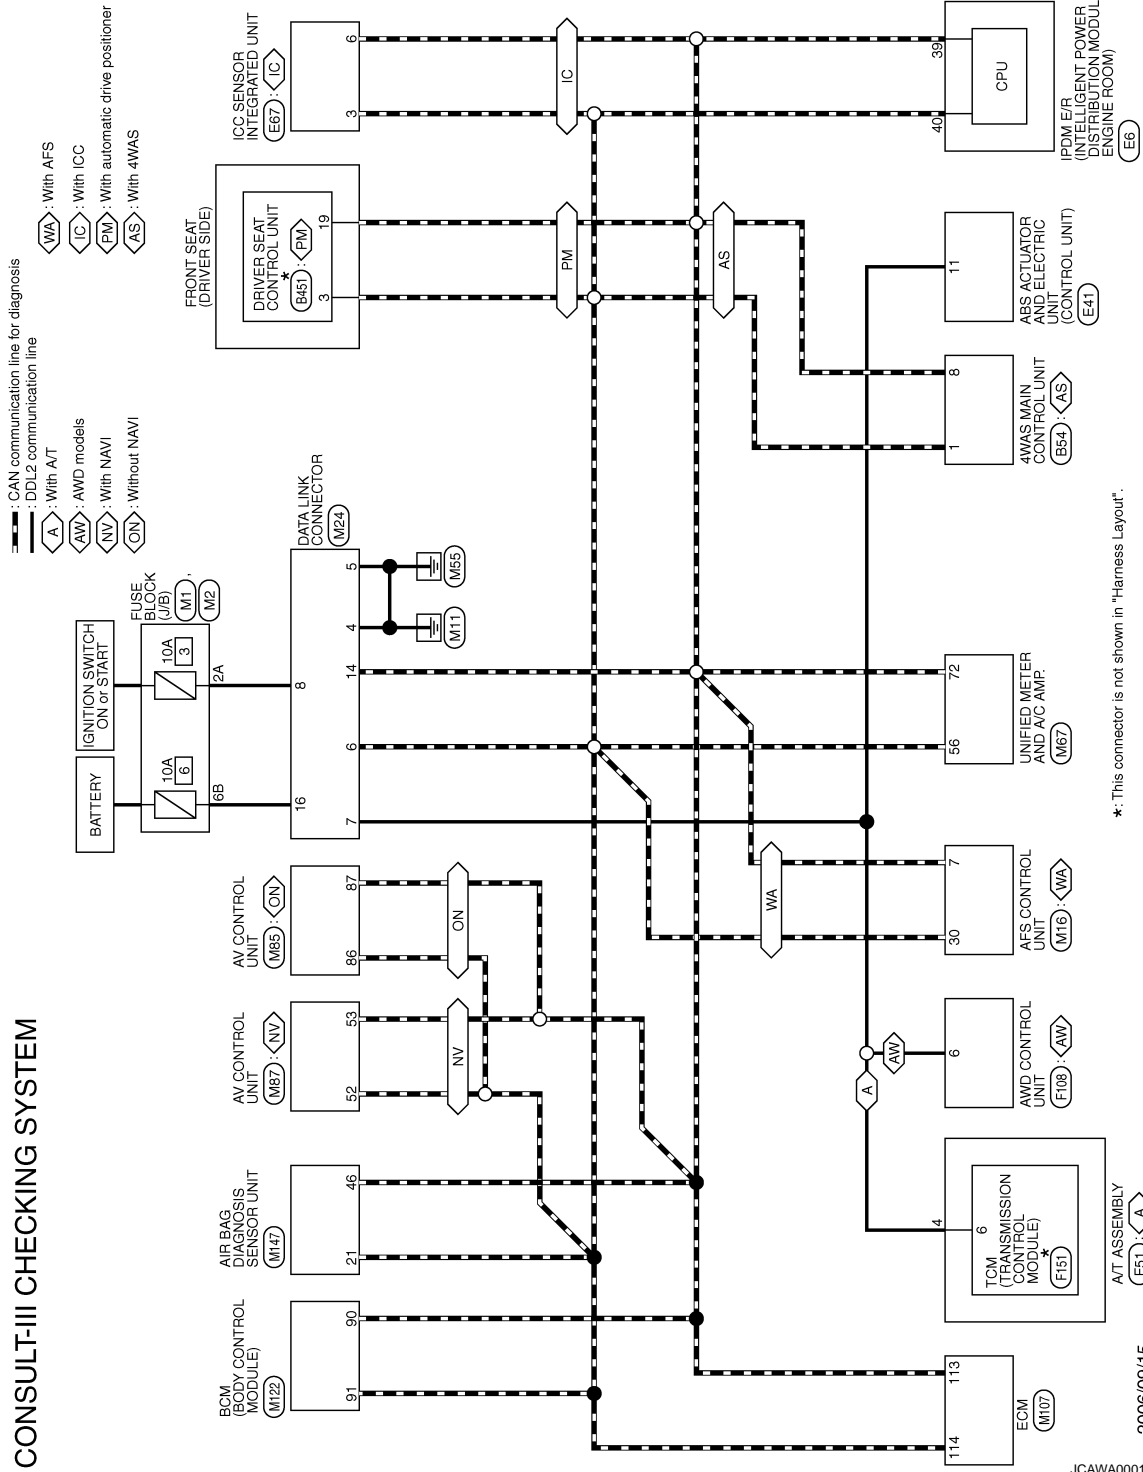 CONSULT-III CHECKING SYSTEM
: CAN communication line for diagnosis
: DDL2 communication line
A : With A/T
AW : AWD models
NV : With NAVI
ON : Without NAVI
WA : With AFS
IC : With ICC
PM : With automatic drive positioner
AS : With 4WAS
BATTERY
IGNITION SWITCH
ON or START
10A
6
10A
3
FUSE
BLOCK
(J/B)
M1 ,
M2
6B
2A
BCM
(BODY CONTROL
MODULE)
M122
91
90
AIR BAG
DIAGNOSIS
SENSOR UNIT
M147
21
46
AV CONTROL
UNIT
M87 : NV
52
53
AV CONTROL
UNIT
M85 : ON
86
87
16
8
DATA LINK
CONNECTOR
M24
7
6
14
4
5
M11
M55
FRONT SEAT
(DRIVER SIDE)
DRIVER SEAT
CONTROL UNIT
*
B451 : PM
3
19
ICC SENSOR
INTEGRATED UNIT
E67 : IC
3
6
NV
ON
PM
IC
AS
WA
A
AW
114
113
ECM
M107
4
6
TCM
(TRANSMISSION
CONTROL
MODULE)
*
F151
A/T ASSEMBLY
A
6
AWD CONTROL
UNIT
F108 : AW
30
7
AFS CONTROL
UNIT
M16 : WA
56
72
UNIFIED METER
AND A/C AMP.
M67
1
8
4WAS MAIN
CONTROL UNIT
B54 : AS
11
ABS ACTUATOR
AND ELECTRIC
UNIT
(CONTROL UNIT)
E41
40
39
CPU
IPDM E/R
(INTELLIGENT POWER
DISTRIBUTION MODUL
ENGINE ROOM)
E6
*: This connector is not shown in "Harness Layout".
JCAWA0001